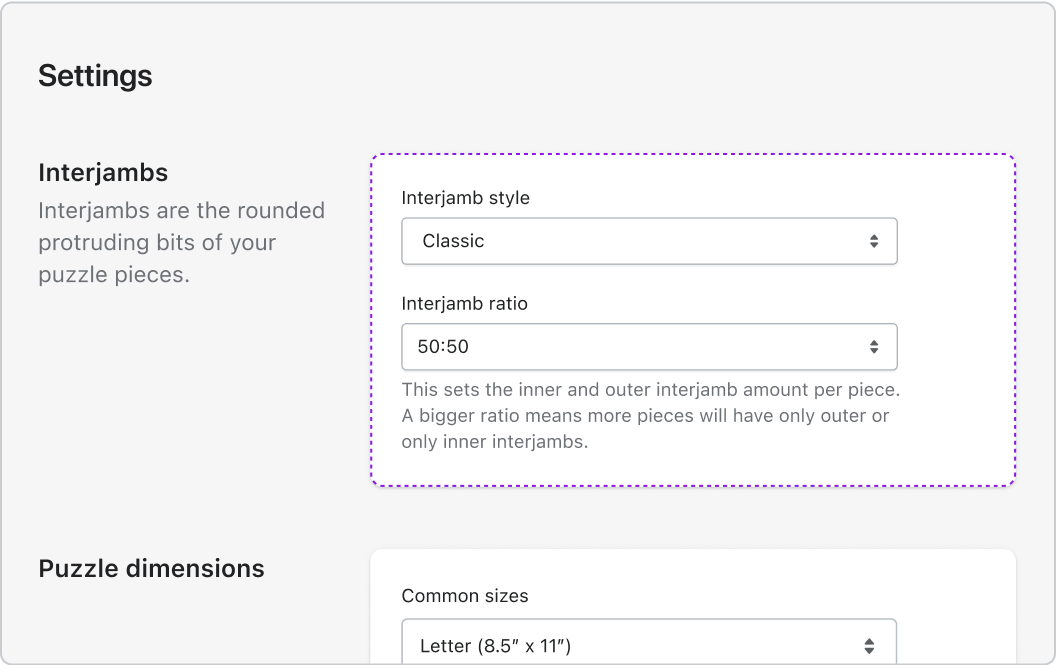 Settings
Interjambs
Interjambs are the rounded
protruding bits of your
puzzle pieces.
Interjamb style
Classic
Interjamb ratio
50:50
This sets the inner and outer interjamb amount per piece.
A bigger ratio means more pieces will have only outer or
only inner interjambs.
Puzzle dimensions
Common sizes
Letter (8.5” x 11”)